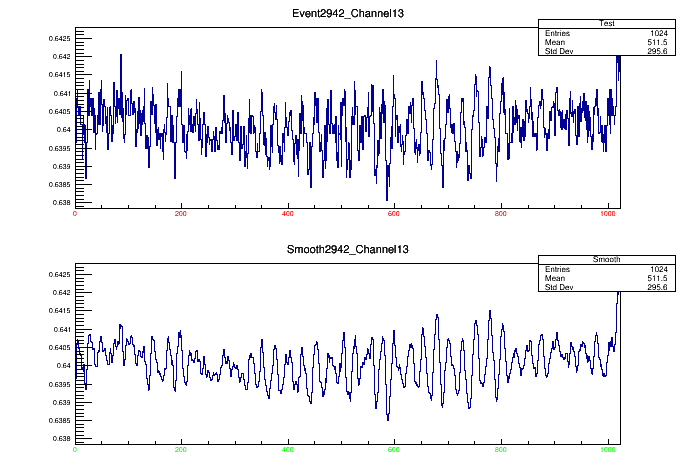 Event2942_Channel13
Test
Entries 1024
Mean 511.5
Std Dev 295.6
0.6425
0.642
0.6415
0.641
0.6405
0.64
0.6395
0.639
0.6385
0.638
0 200 400 600 800 1000
Smooth2942_Channel13
Smooth
Entries 1024
Mean 511.5
Std Dev 295.6
0.6425
0.642
0.6415
0.641
0.6405
0.64
0.6395
0.639
0.6385
0.638
0 200 400 600 800 1000